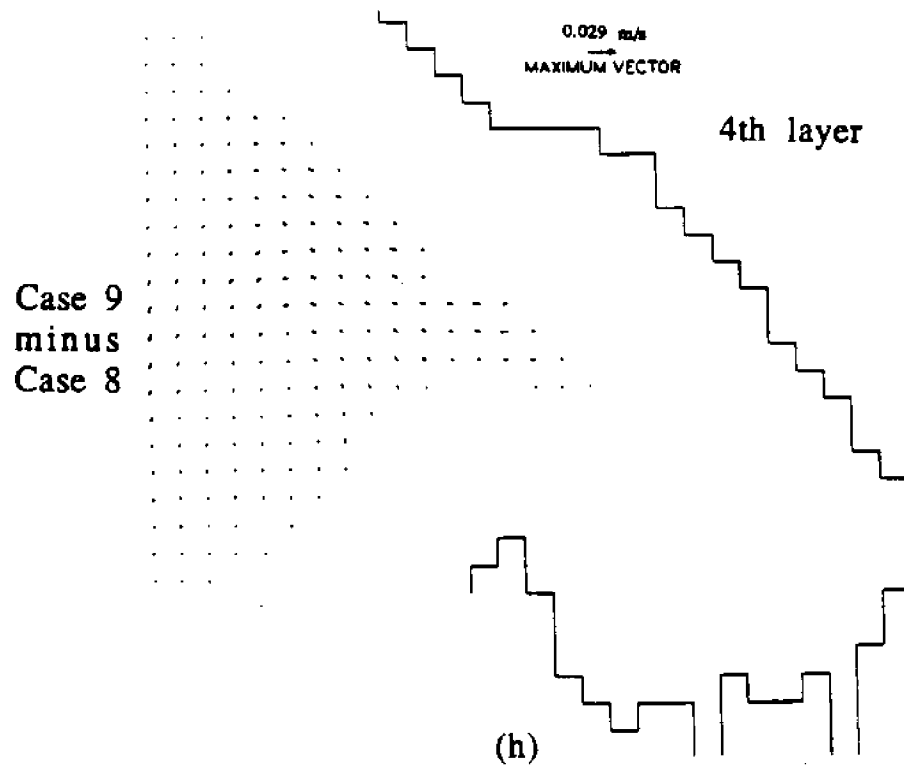 0.029 m/s
MAXIMUM VECTOR
4th layer
Case 9
minus
Case 8
(h)